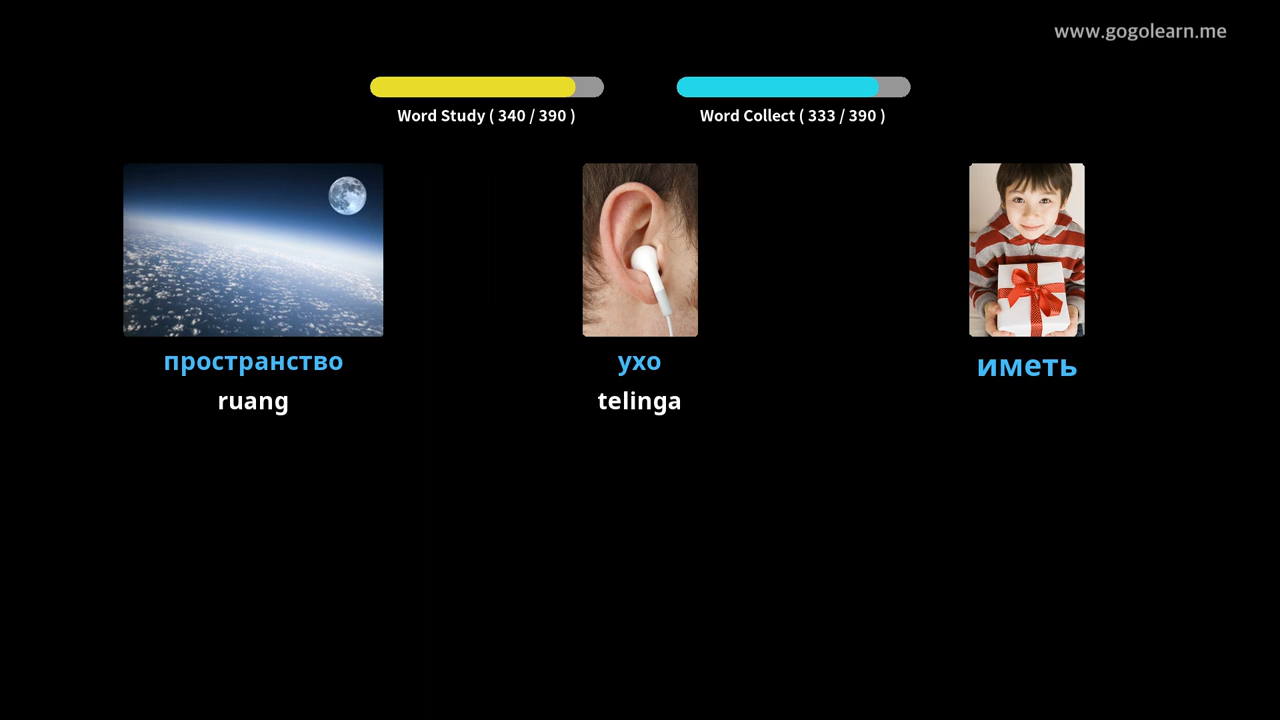 www.gogolearn.me
Word Study ( 340 / 390 )
Word Collect ( 333 / 390 )
пространство
ruang
ухо
telinga
иметь